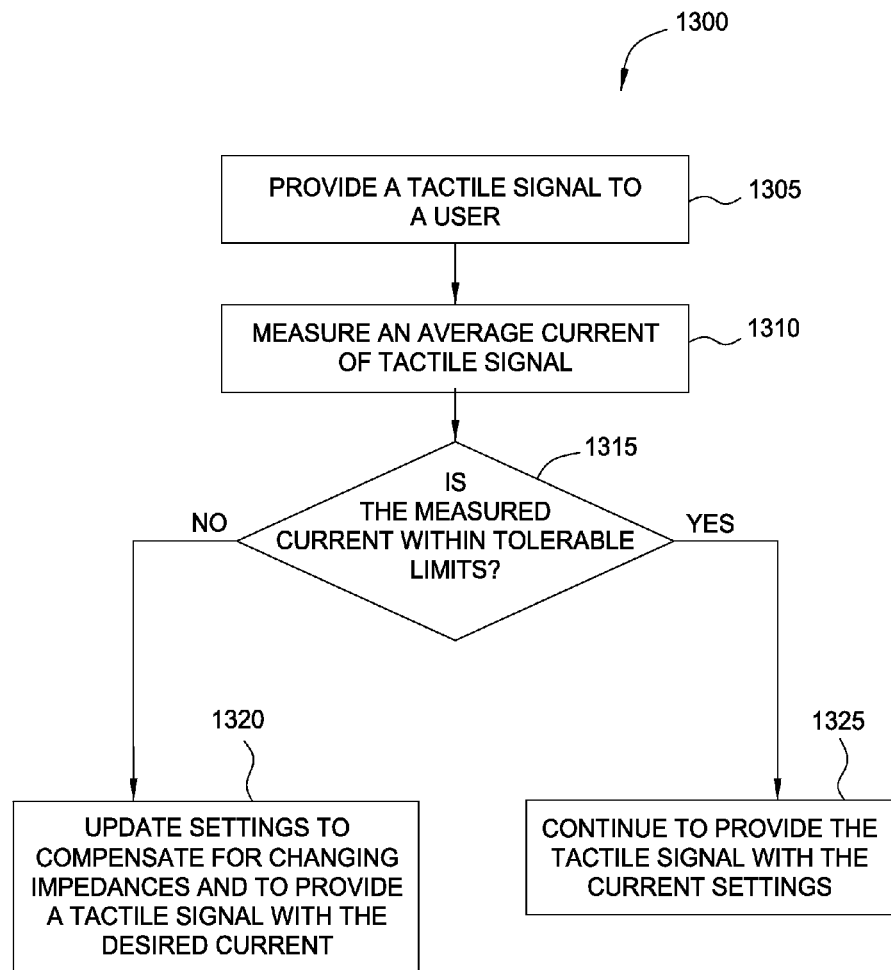 1300
PROVIDE A TACTILE SIGNAL TO
A USER
1305
MEASURE AN AVERAGE CURRENT
OF TACTILE SIGNAL
1310
1315
IS
THE MEASURED
CURRENT WITHIN TOLERABLE
LIMITS?
NO
YES
1320
UPDATE SETTINGS TO
COMPENSATE FOR CHANGING
IMPEDANCES AND TO PROVIDE
A TACTILE SIGNAL WITH THE
DESIRED CURRENT
1325
CONTINUE TO PROVIDE THE
TACTILE SIGNAL WITH THE
CURRENT SETTINGS